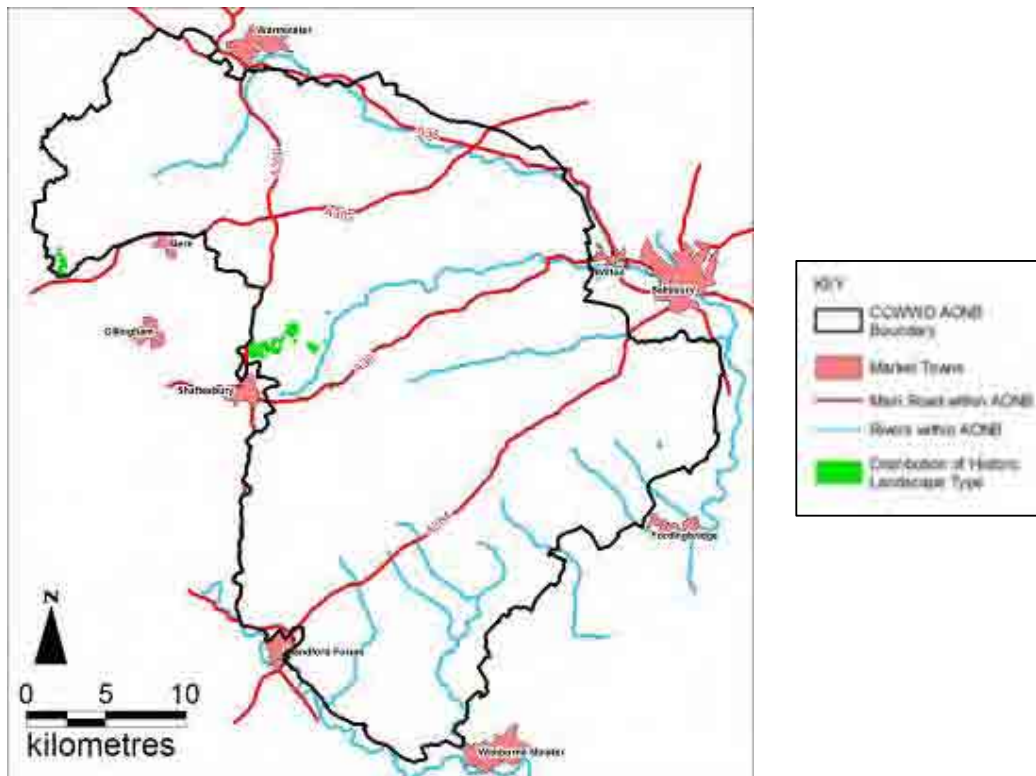 Warminster
A36
A350
A303
Mere
Wilton
Salisbury
Gillingham
A30
Shaftesbury
A354
Fordingbridge
Blandford Forum
Wimborne Minster
N
0 5 10
kilometres
KEY
CCWWD AONB
Boundary
Market Towns
Main Road within AONB
Rivers within AONB
Distribution of Historic
Landscape Type